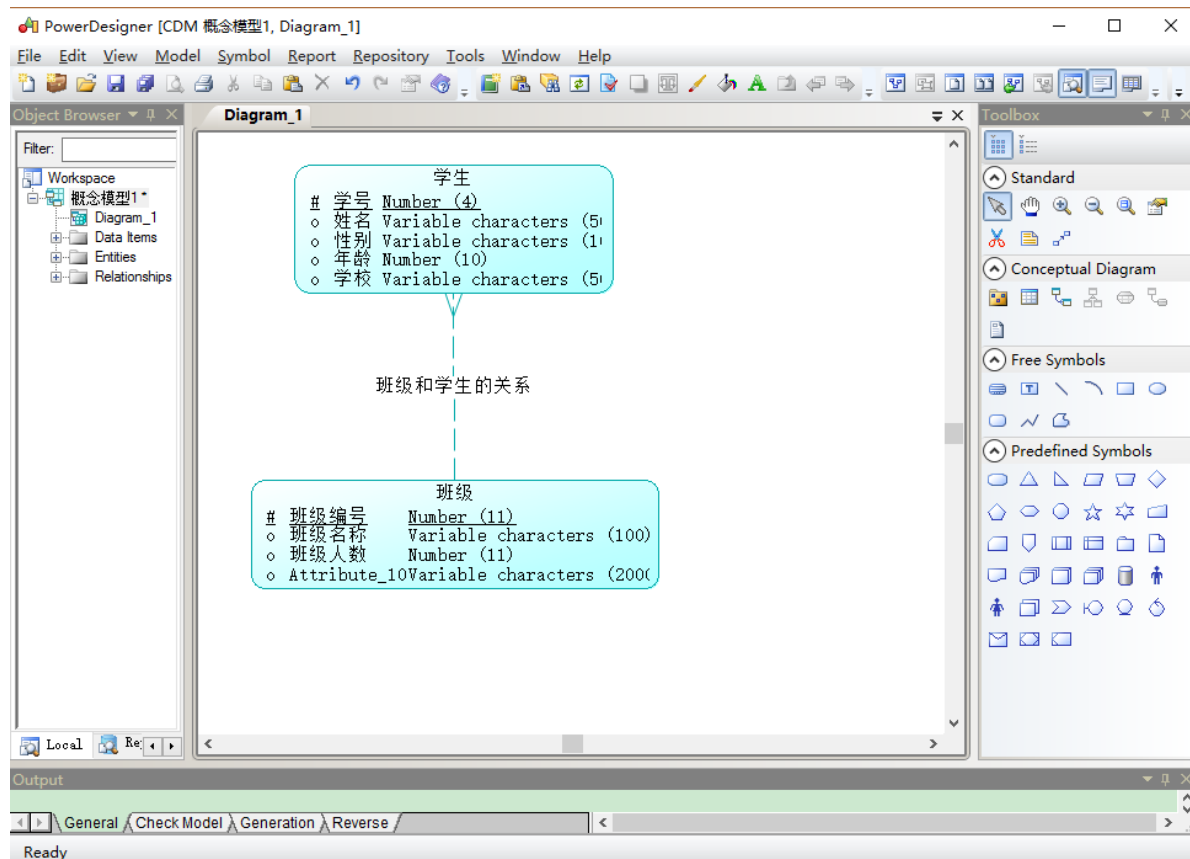 PowerDesigner [CDM 概念模型1, Diagram_1]
File Edit View Model Symbol Report Repository Tools Window Help
Object Browser
Diagram_1
Toolbox
Filter:
Workspace
概念模型1 *
Diagram_1
Data Items
Entities
Relationships
学生
# 学号 Number (4)
o 姓名 Variable characters (50
o 性别 Variable characters (10
o 年龄 Number (10)
o 学校 Variable characters (50
班级和学生的关系
班级
# 班级编号 Number (11)
o 班级名称 Variable characters (100)
o 班级人数 Number (11)
o Attribute_10Variable characters (200
Standard
Conceptual Diagram
Free Symbols
Predefined Symbols
Local
Output
General Check Model Generation Reverse
Ready